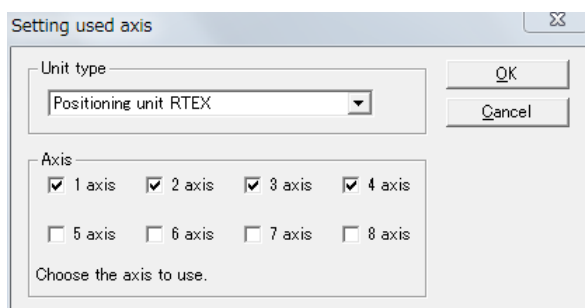 Setting used axis
Unit type
Positioning unit RTEX
OK
Cancel
Axis
1 axis 2 axis 3 axis 4 axis
5 axis 6 axis 7 axis 8 axis
Choose the axis to use.